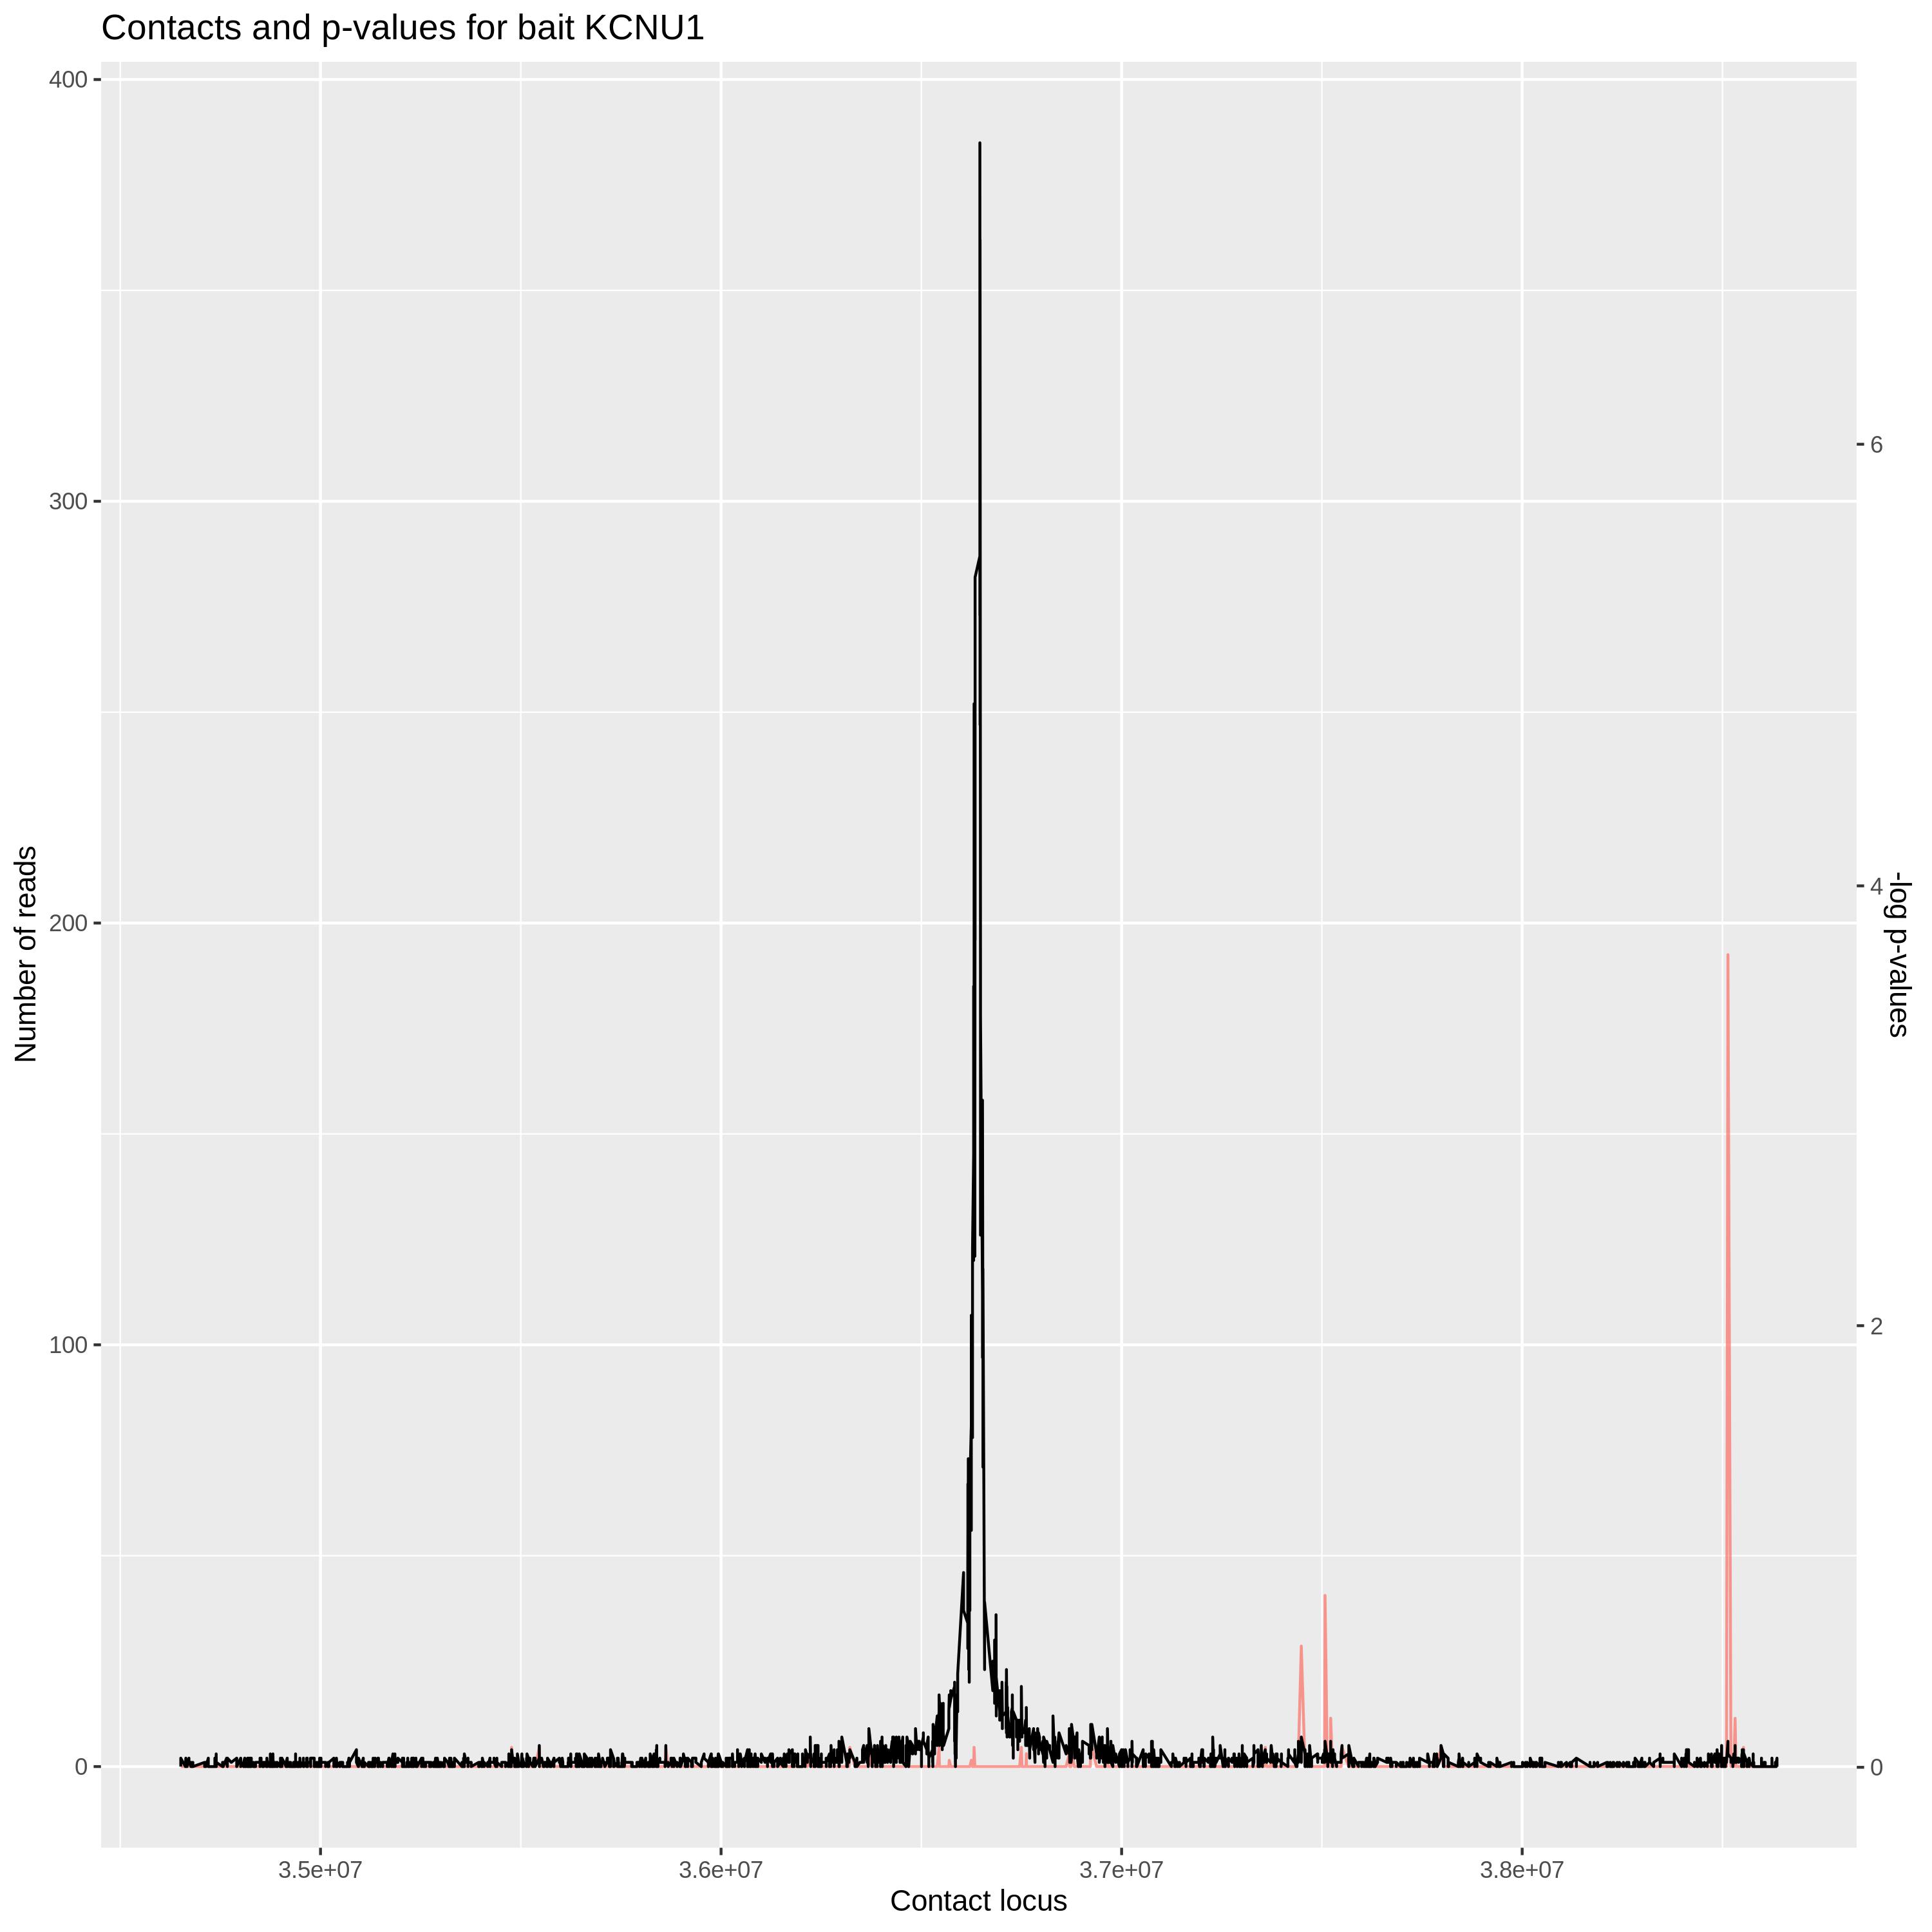 Contacts and p-values for bait KCNU1
400
300
200
100
0
Number of reads
6
4
2
0
-log p-values
3.5e+07 3.6e+07 3.7e+07 3.8e+07
Contact locus